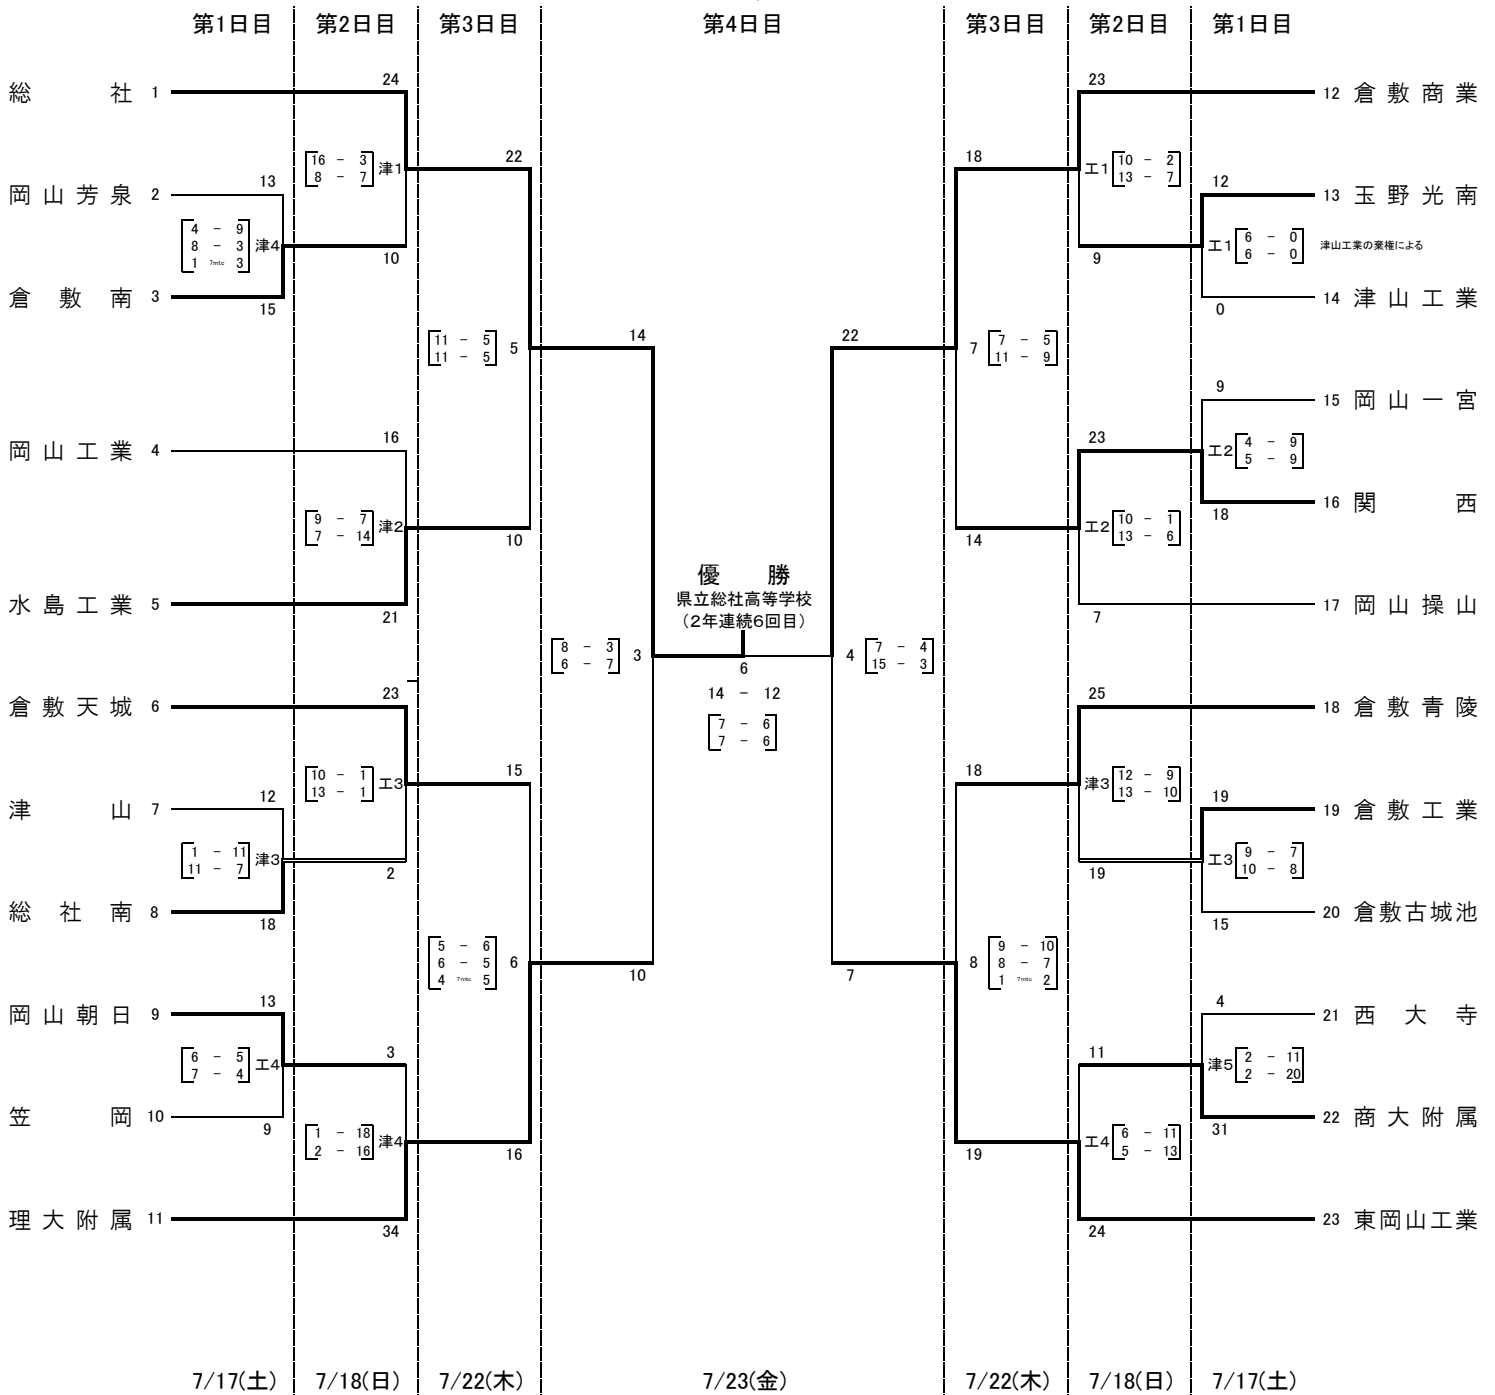 第1日目 第2日目 第3日目 第4日目 第3日目 第2日目 第1日目
総 社 1 24 23 12 倉敷商業
16 - 3
8 - 7
津1
22
18
工1
10 - 2
13 - 7
岡山芳泉 2 13
12
13 玉野光南
4 - 9
8 - 3
1 7mtc 3
津4
10
9
工1
6 - 0
6 - 0
津山工業の棄権による
倉敷南 3 15
0
14 津山工業
11 - 5
11 - 5
5
14
22
7
7 - 5
11 - 9
9
15 岡山一宮
岡山工業 4 16
23
工2
4 - 9
5 - 9
18
16 関 西
9 - 7
7 - 14
津2
10
14
工2
10 - 1
13 - 6
優 勝
県立総社高等学校
(2年連続6回目)
水島工業 5 21
7
17 岡山操山
8 - 3
6 - 7
3
6
14 - 12
7 - 6
7 - 6
4
7 - 4
15 - 3
倉敷天城 6 23
25
18 倉敷青陵
10 - 1
13 - 1
工3
15
18
津3
12 - 9
13 - 10
津 山 7 12
19
19 倉敷工業
1 - 11
11 - 7
津3
2
19
工3
9 - 7
10 - 8
総社南 8 18
15
20 倉敷古城池
5 - 6
6 - 5
4 7mtc 5
6
10
7
8
9 - 10
8 - 7
1 7mtc 2
岡山朝日 9 13
4
21 西大寺
6 - 5
7 - 4
工4
3
11
津5
2 - 11
2 - 20
笠 岡 10 9
31
22 商大附属
1 - 18
2 - 16
津4
16
19
工4
6 - 11
5 - 13
理大附属 11 34
24
23 東岡山工業
7/17(土) 7/18(日) 7/22(木) 7/23(金) 7/22(木) 7/18(日) 7/17(土)